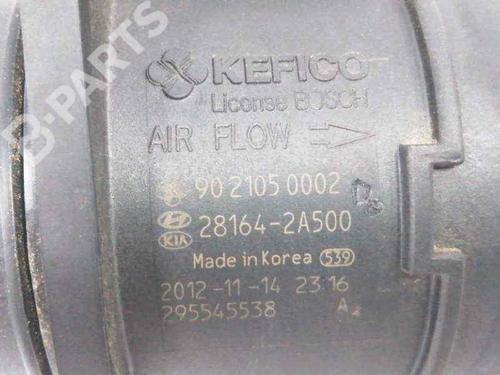 B-PARTS
KEFICO
License BOSCH
AIR FLOW
90 2105 0002
28164-2A500
KIA
Made in Korea 539
2012-11-14 23 16
295545538 A